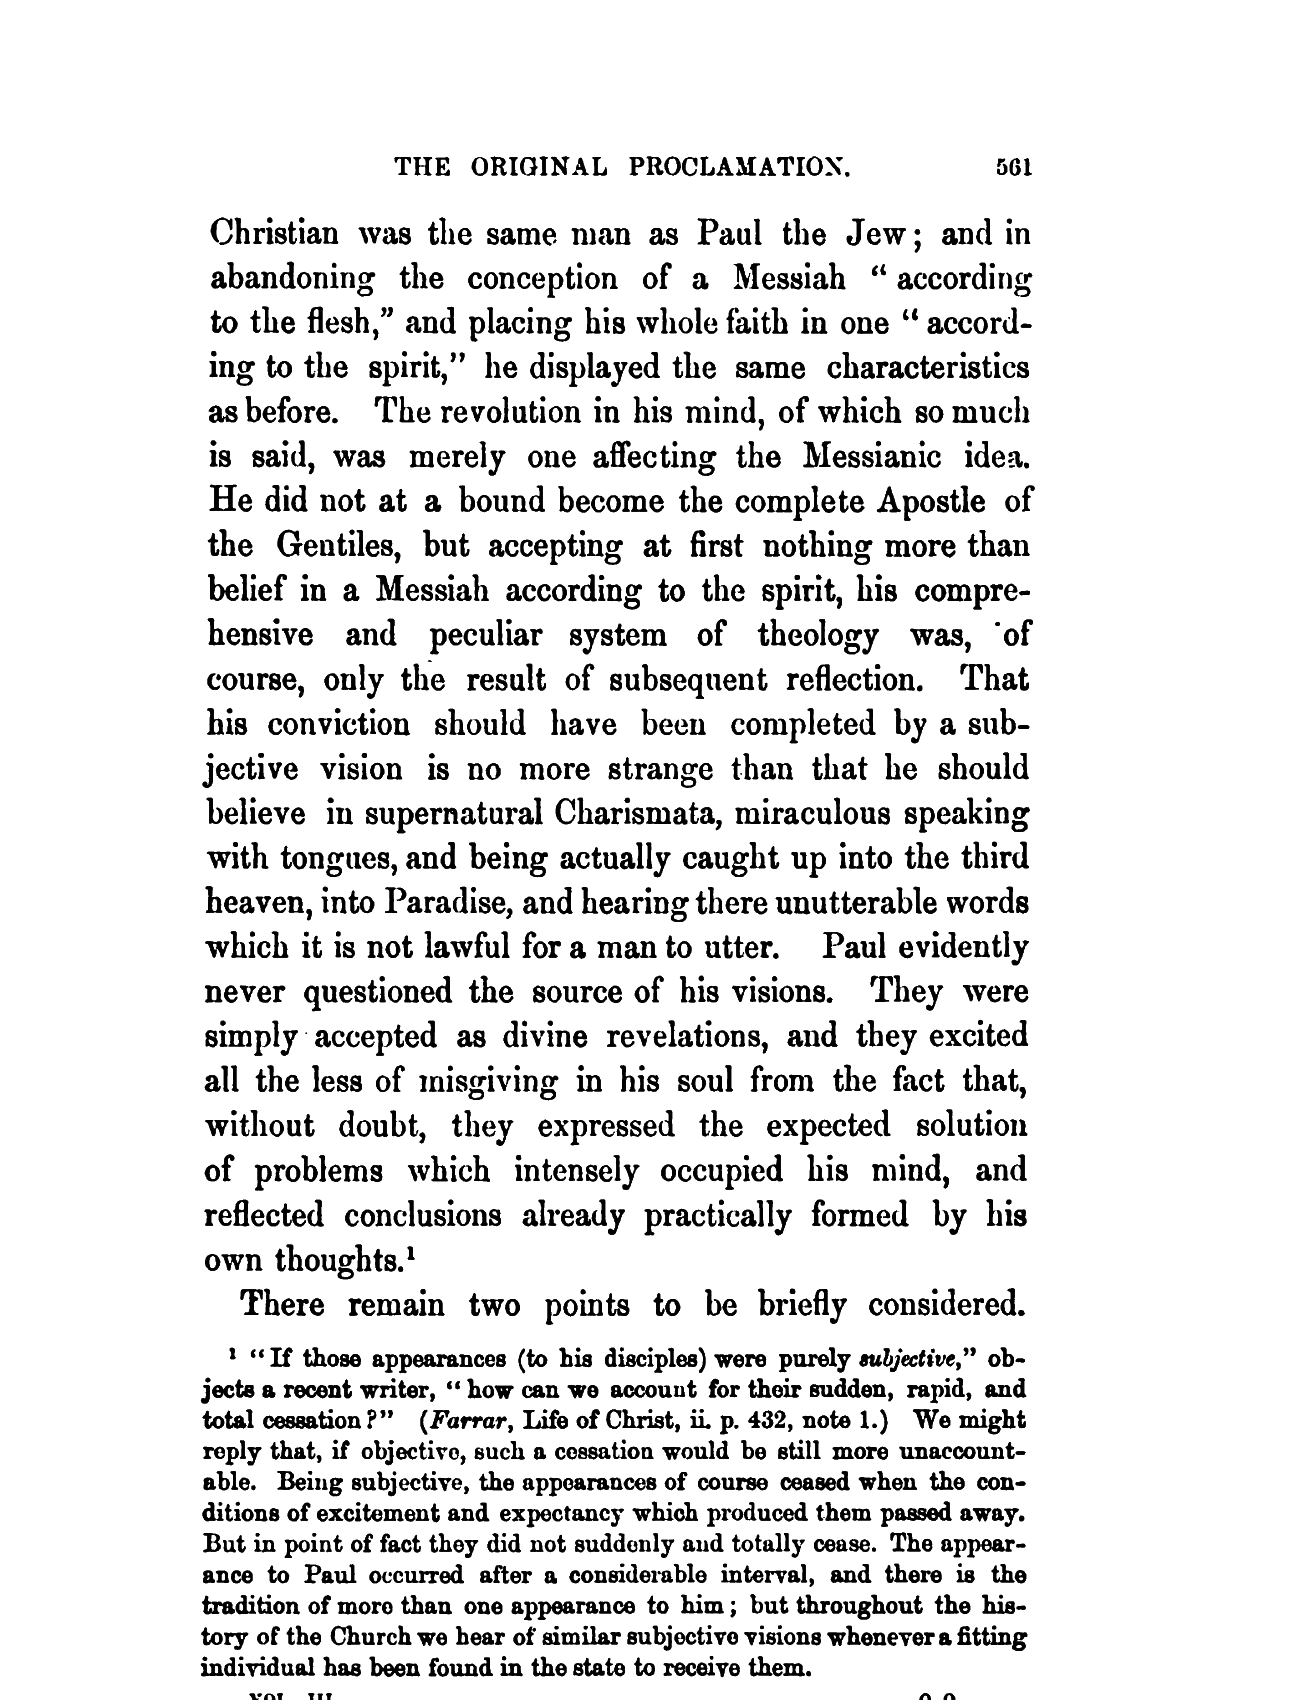 THE ORIGINAL PROCLAMATION. 561
Christian was the same man as Paul the Jew; and in
abandoning the conception of a Messiah “according
to the flesh,” and placing his whole faith in one “accord-
ing to the spirit,” he displayed the same characteristics
as before. The revolution in his mind, of which so much
is said, was merely one affecting the Messianic idea.
He did not at a bound become the complete Apostle of
the Gentiles, but accepting at first nothing more than
belief in a Messiah according to the spirit, his compre-
hensive and peculiar system of theology was, of
course, only the result of subsequent reflection. That
his conviction should have been completed by a sub-
jective vision is no more strange than that he should
believe in supernatural Charismata, miraculous speaking
with tongues, and being actually caught up into the third
heaven, into Paradise, and hearing there unutterable words
which it is not lawful for a man to utter. Paul evidently
never questioned the source of his visions. They were
simply accepted as divine revelations, and they excited
all the less of misgiving in his soul from the fact that,
without doubt, they expressed the expected solution
of problems which intensely occupied his mind, and
reflected conclusions already practically formed by his
own thoughts.¹
There remain two points to be briefly considered.
¹ “If those appearances (to his disciples) were purely subjective,” ob-
jects a recent writer, “how can we account for their sudden, rapid, and
total cessation?” (Farrar, Life of Christ, ii. p. 432, note 1.) We might
reply that, if objective, such a cessation would be still more unaccount-
able. Being subjective, the appearances of course ceased when the con-
ditions of excitement and expectancy which produced them passed away.
But in point of fact they did not suddenly and totally cease. The appear-
ance to Paul occurred after a considerable interval, and there is the
tradition of more than one appearance to him; but throughout the his-
tory of the Church we hear of similar subjective visions whenever a fitting
individual has been found in the state to receive them.